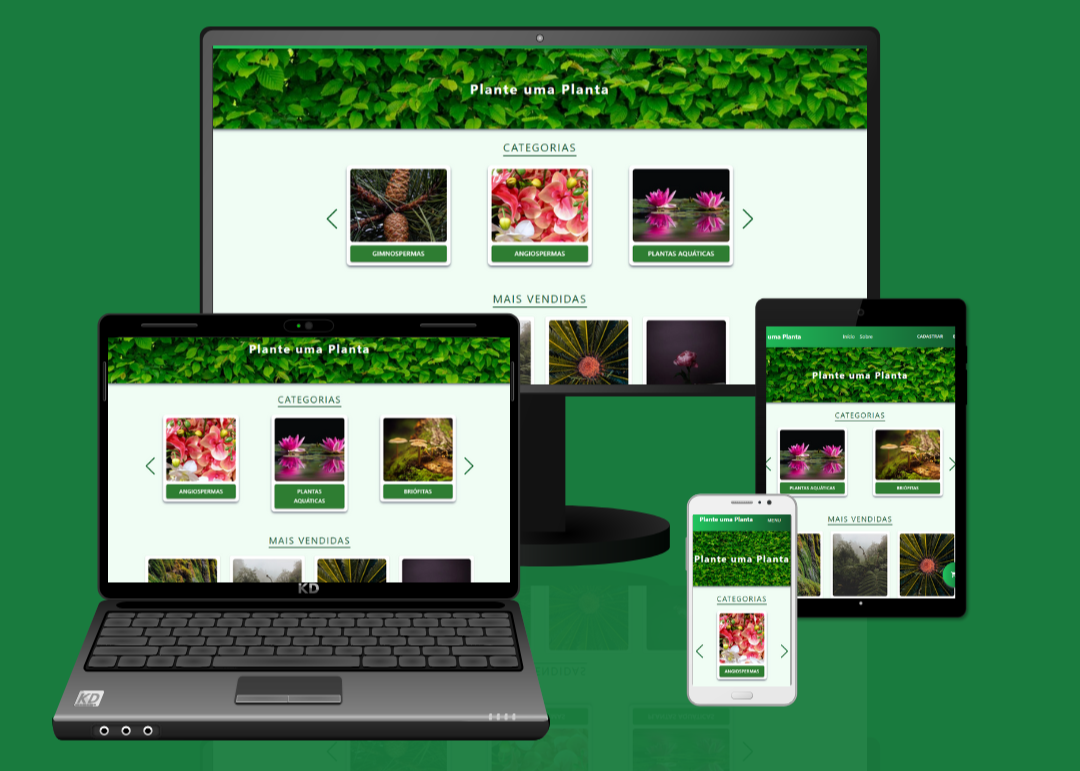 Plante uma Planta
CATEGORIAS
GIMNOSPERMAS
ANGIOSPERMAS
PLANTAS AQUÁTICAS
MAIS VENDIDAS
Plante uma Planta
CATEGORIAS
ANGIOSPERMAS
PLANTAS
AQUÁTICAS
BRIÓFITAS
MAIS VENDIDAS
KD
KD
uma Planta
Início
Sobre
CADASTRAR
Plante uma Planta
CATEGORIAS
PLANTAS AQUÁTICAS
BRIÓFITAS
MAIS VENDIDAS
Plante uma Planta
MENU
Plante uma Planta
CATEGORIAS
ANGIOSPERMAS